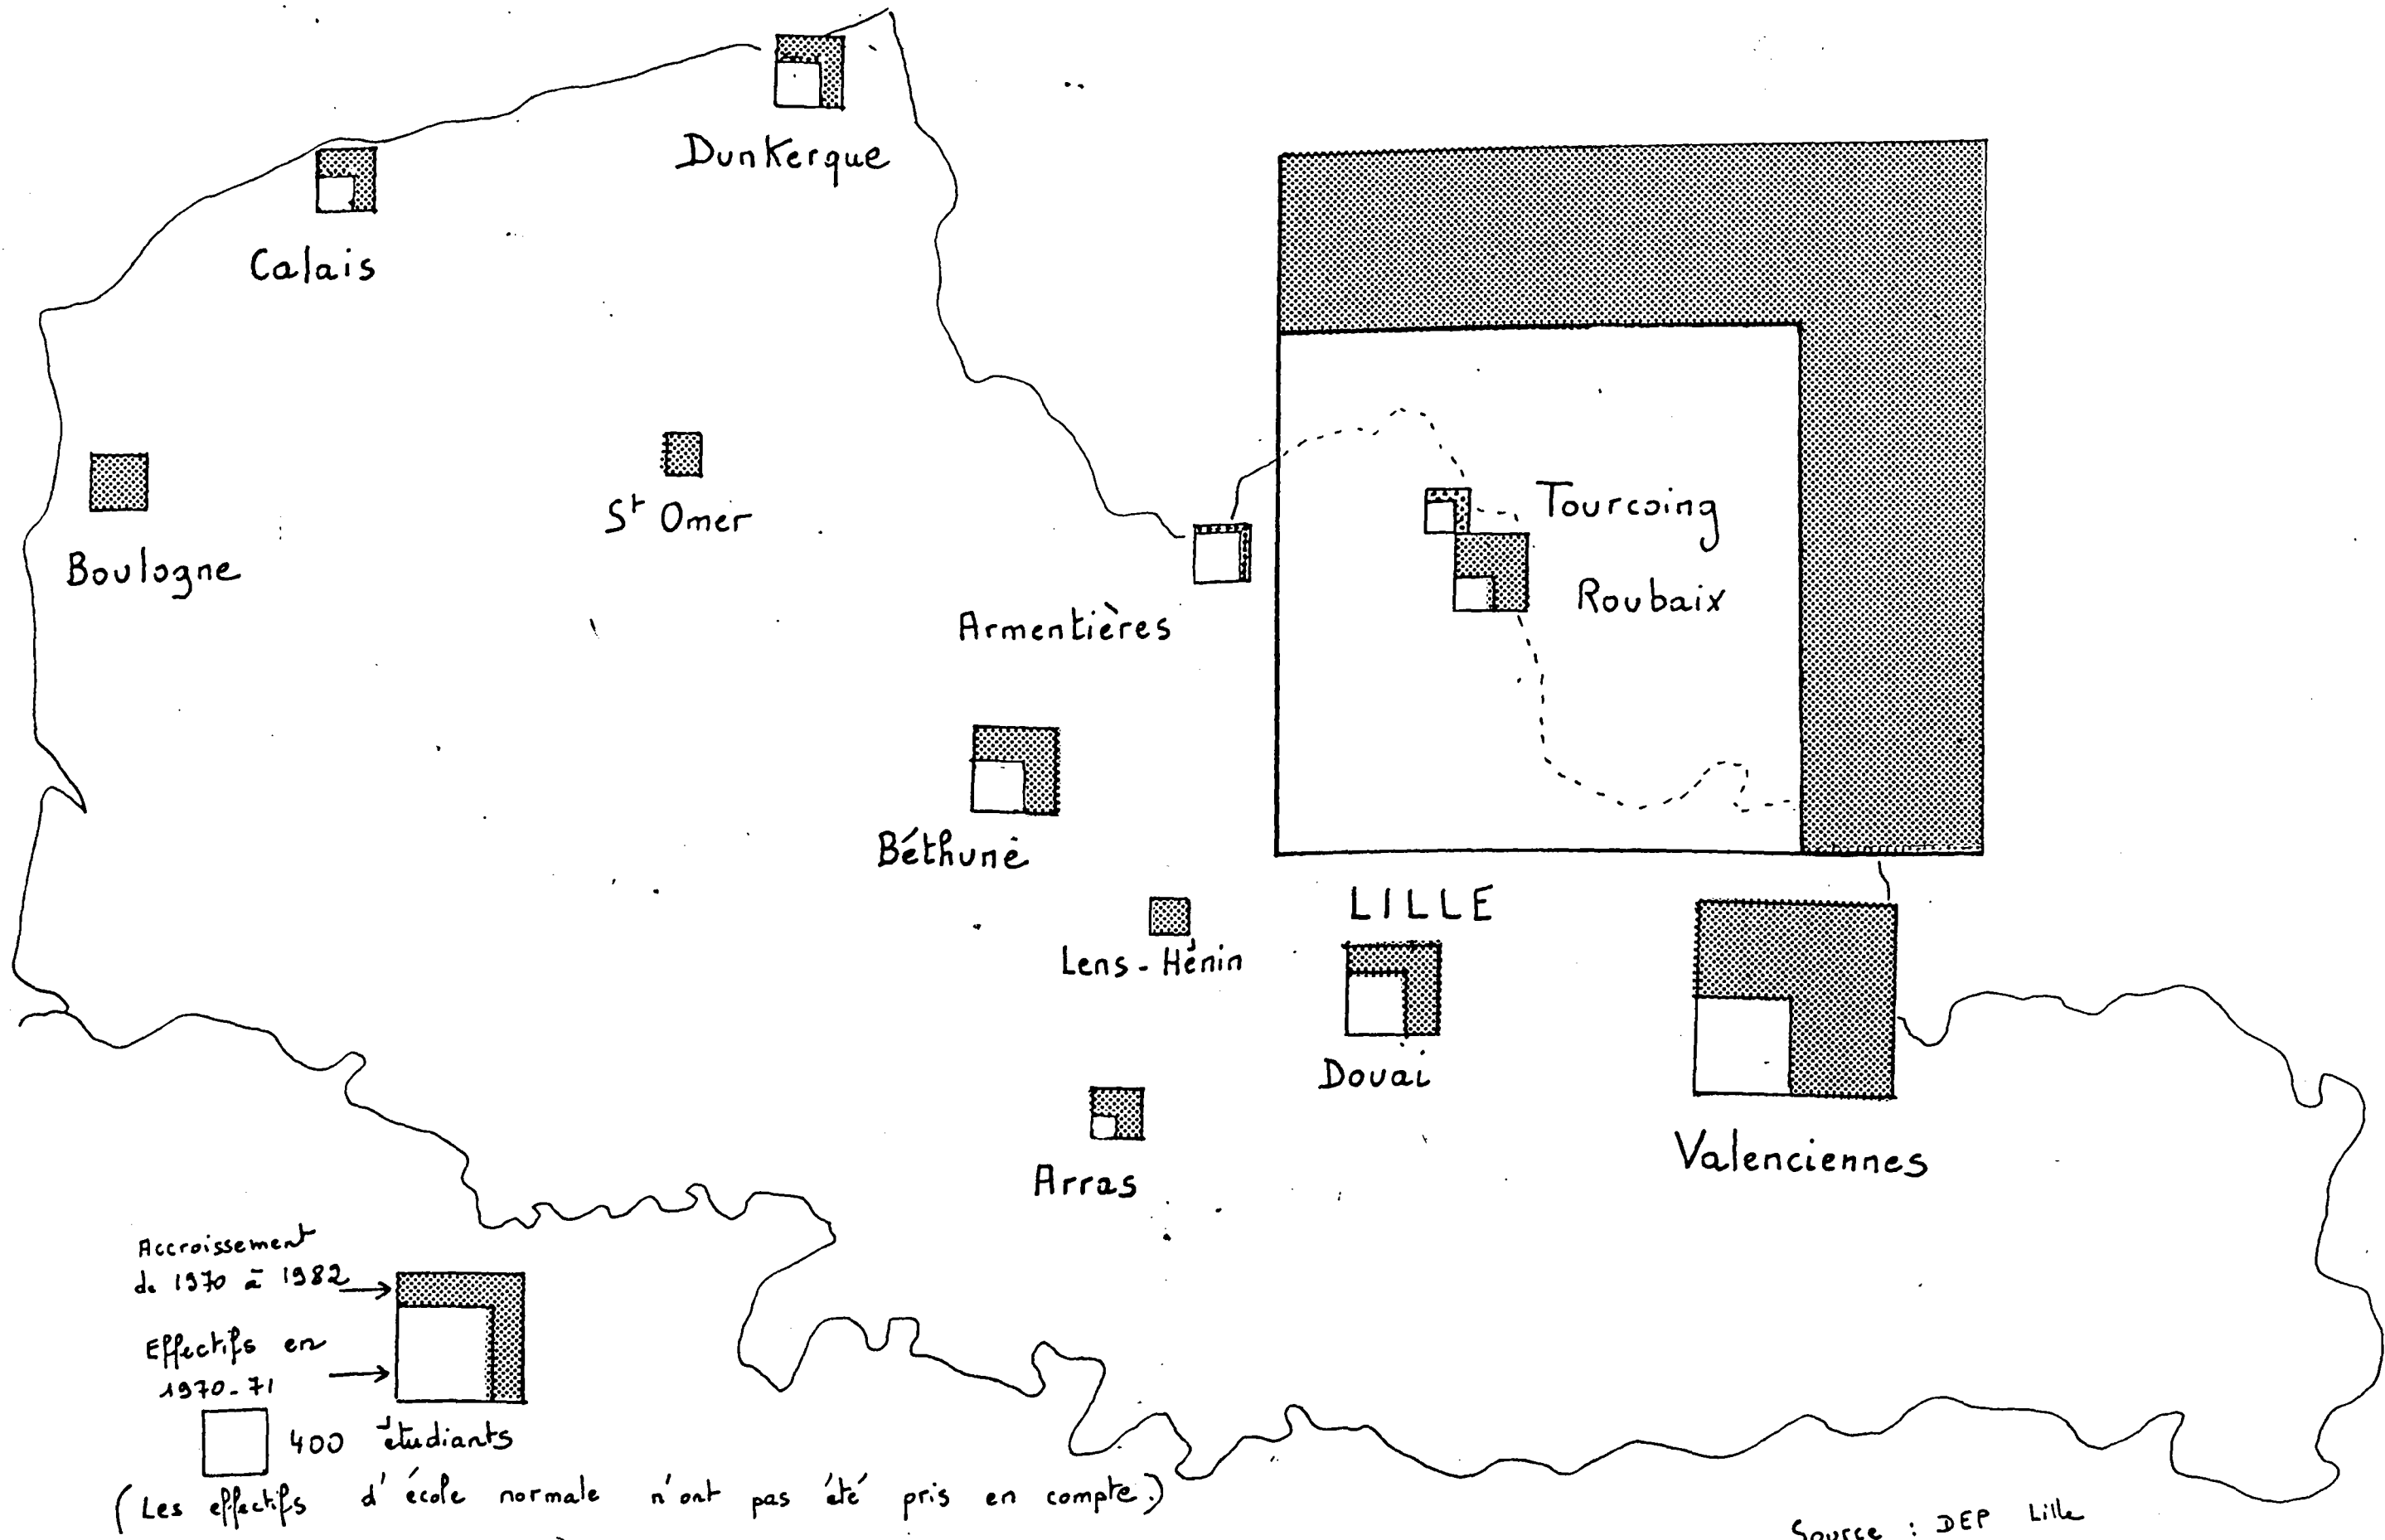 Dunkerque
Calais
Boulogne
St Omer
Tourcoing
Roubaix
Armentières
Béthune
LILLE
Lens - Hénin
Douai
Valenciennes
Arras
Accroissement
de 1970 à 1982
Effectifs en
1970-71
400 étudiants
(Les effectifs d'école normale n'ont pas été pris en compte.)
Source : DEP Lille